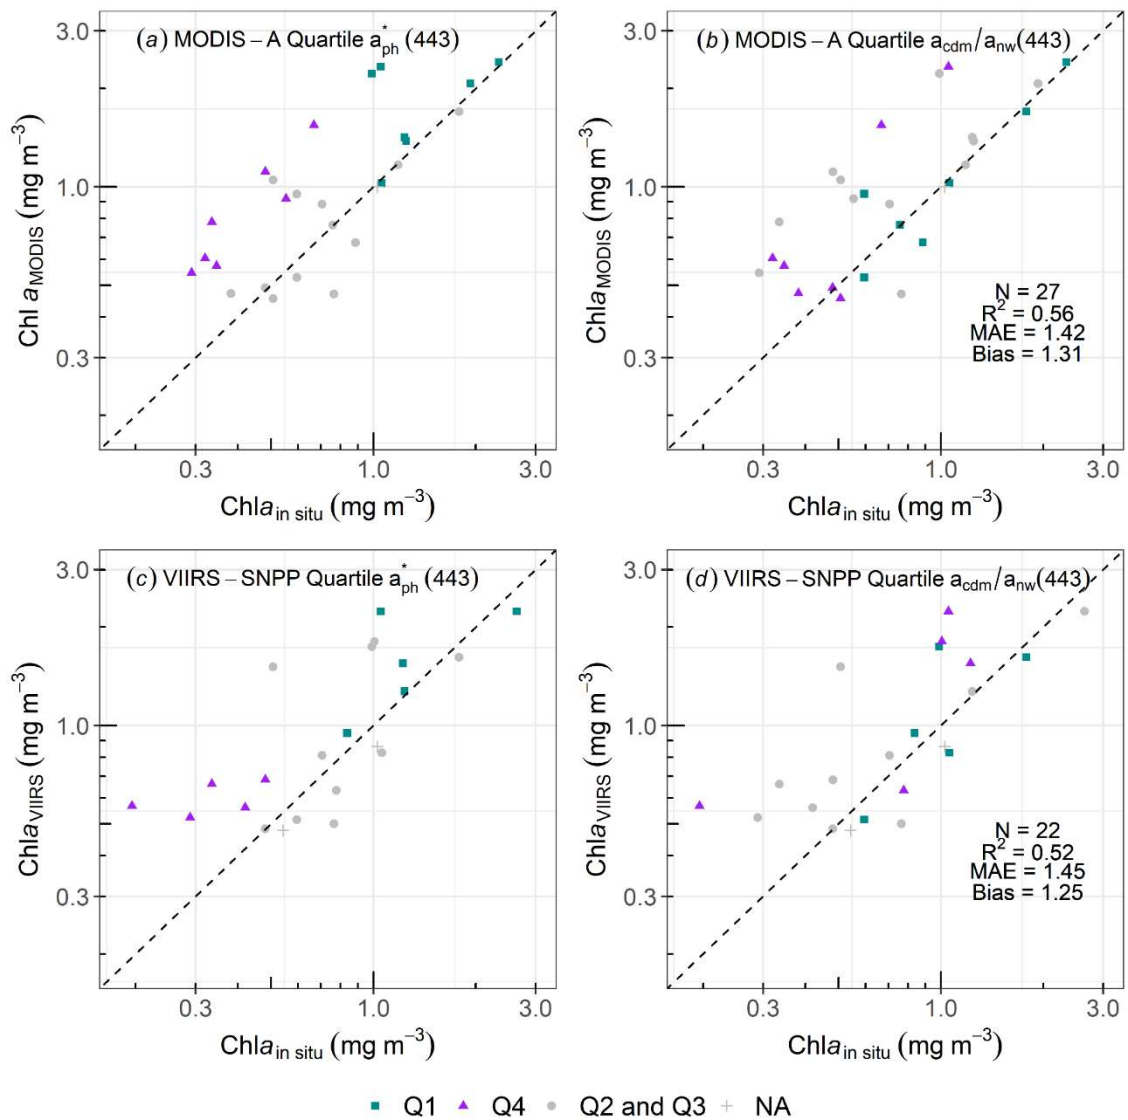 (a) MODIS – A Quartile a*ph (443)
3.0
1.0
0.3
Chl aMODIS (mg m−3)
0.3 1.0 3.0
Chlain situ (mg m−3)
(b) MODIS – A Quartile acdm/anw(443)
3.0
1.0
0.3
ChlaMODIS (mg m−3)
N = 27
R2 = 0.56
MAE = 1.42
Bias = 1.31
0.3 1.0 3.0
Chlain situ (mg m−3)
(c) VIIRS – SNPP Quartile a*ph (443)
3.0
1.0
0.3
ChlaVIIRS (mg m−3)
0.3 1.0 3.0
Chlain situ (mg m−3)
(d) VIIRS – SNPP Quartile acdm/anw(443)
3.0
1.0
0.3
ChlaVIIRS (mg m−3)
N = 22
R2 = 0.52
MAE = 1.45
Bias = 1.25
0.3 1.0 3.0
Chlain situ (mg m−3)
Q1 Q4 Q2 and Q3 NA